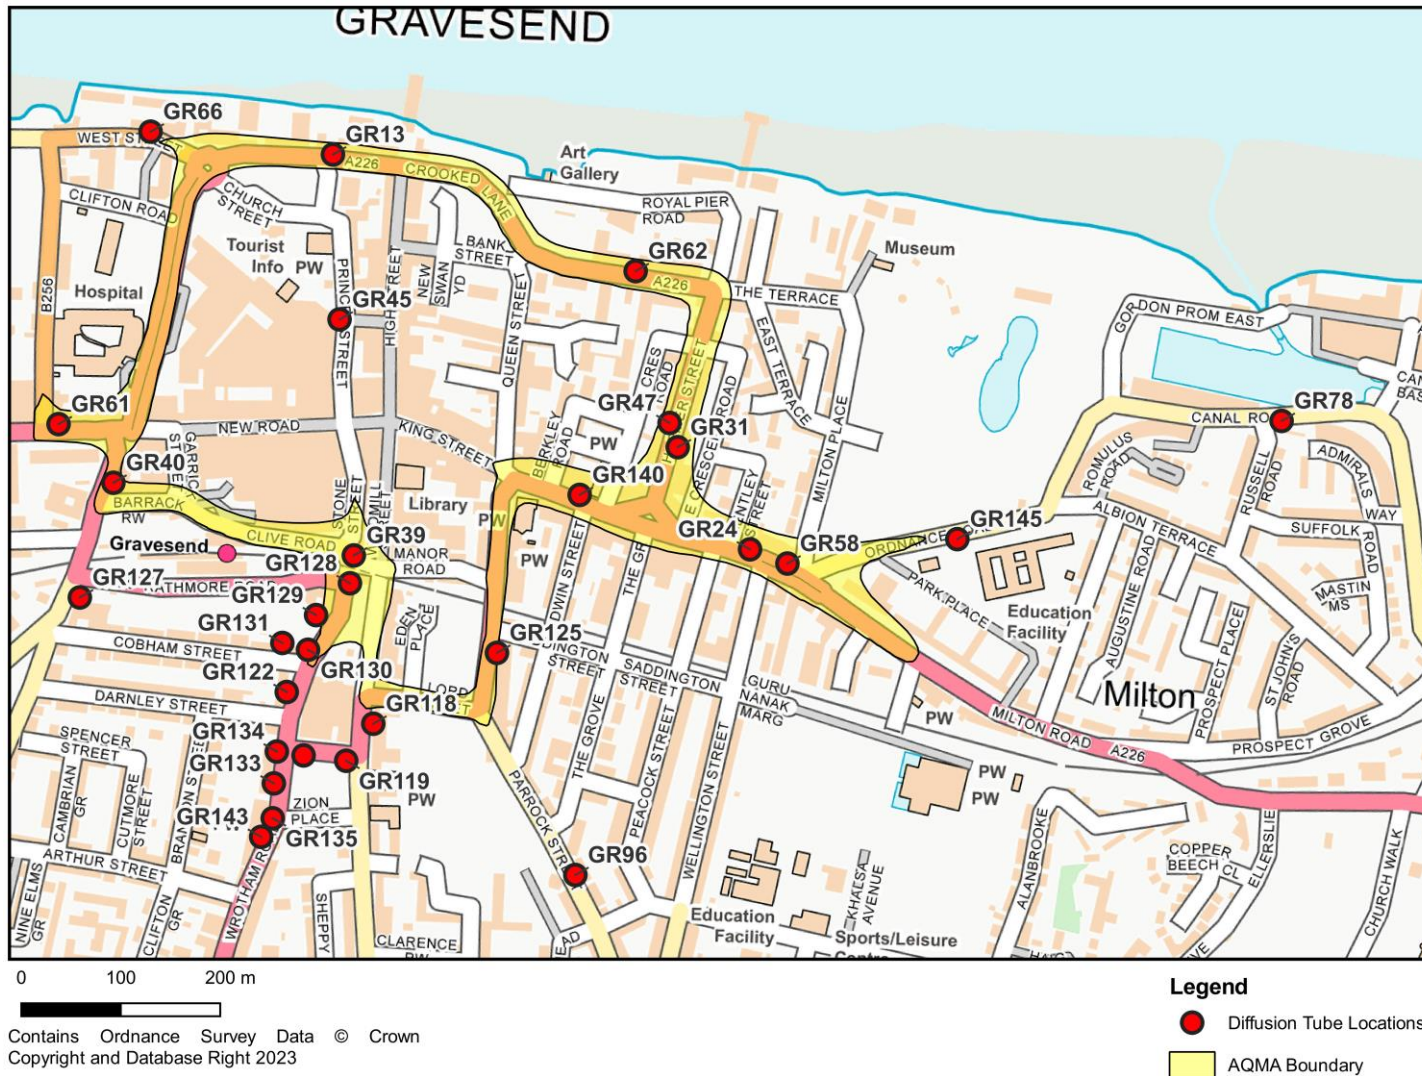 GRAVESEND
GR66
GR13
WEST STREET
A226
CROOKED LANE
Art
Gallery
CLIFTON ROAD
CHURCH
STREET
ROYAL PIER
ROAD
Tourist
Info
PW
BANK
STREET
NEW
SWAN
YD
GR62
A226
Museum
B256
Hospital
PRINCE STREET
GR45
HIGH STREET
QUEEN STREET
THE TERRACE
EAST TERRACE
GORDON PROM EAST
GR61
NEW ROAD
KING STREET
BERKLEY
ROAD
PW
GR47
GR31
MILTON PLACE
CANAL
GR78
GR40
BARRACK
RW
Library
PW
GR140
GR24
GR58
ROMULUS
ROAD
RUSSELL
ROAD
ADMIRALS
WAY
STONE
STREET
CLIVE ROAD
Gravesend
GR39
GR128
MANOR
ROAD
PW
GR145
ALBION TERRACE
SUFFOLK
ROAD
GR127
GR129
EDEN
PLACE
THE
PARK PLACE
Education
Facility
AUGUSTINE ROAD
MASTIN
MS
GR131
COBHAM STREET
GR130
GR125
STREET
SADDINGTON
STREET
PROSPECT PLACE
ST JOHN'S
ROAD
GR122
DARNLEY STREET
GR118
GURU
NANAK
MARG
Milton
SPENCER
STREET
GR134
GR133
THE GROVE
PEACOCK STREET
WELLINGTON STREET
PW
MILTON ROAD
A226
PROSPECT GROVE
CAMBRIAN
GR
CUTMORE
STREET
GR119
PW
PARROCK STREET
PW
PW
ZION
PLACE
GR143
GR135
ARTHUR STREET
GR96
ALANBROOKE
COPPER
BEECH CL
ELLERSLIE
CHURCH WALK
NINE ELMS
GR
CLIFTON
GR
WROTHAM
SHEPPY
CLARENCE
Education
Facility
KHALSA
AVENUE
Sports/Leisure
0 100 200 m
Contains Ordnance Survey Data © Crown
Copyright and Database Right 2023
Legend
Diffusion Tube Locations
AQMA Boundary